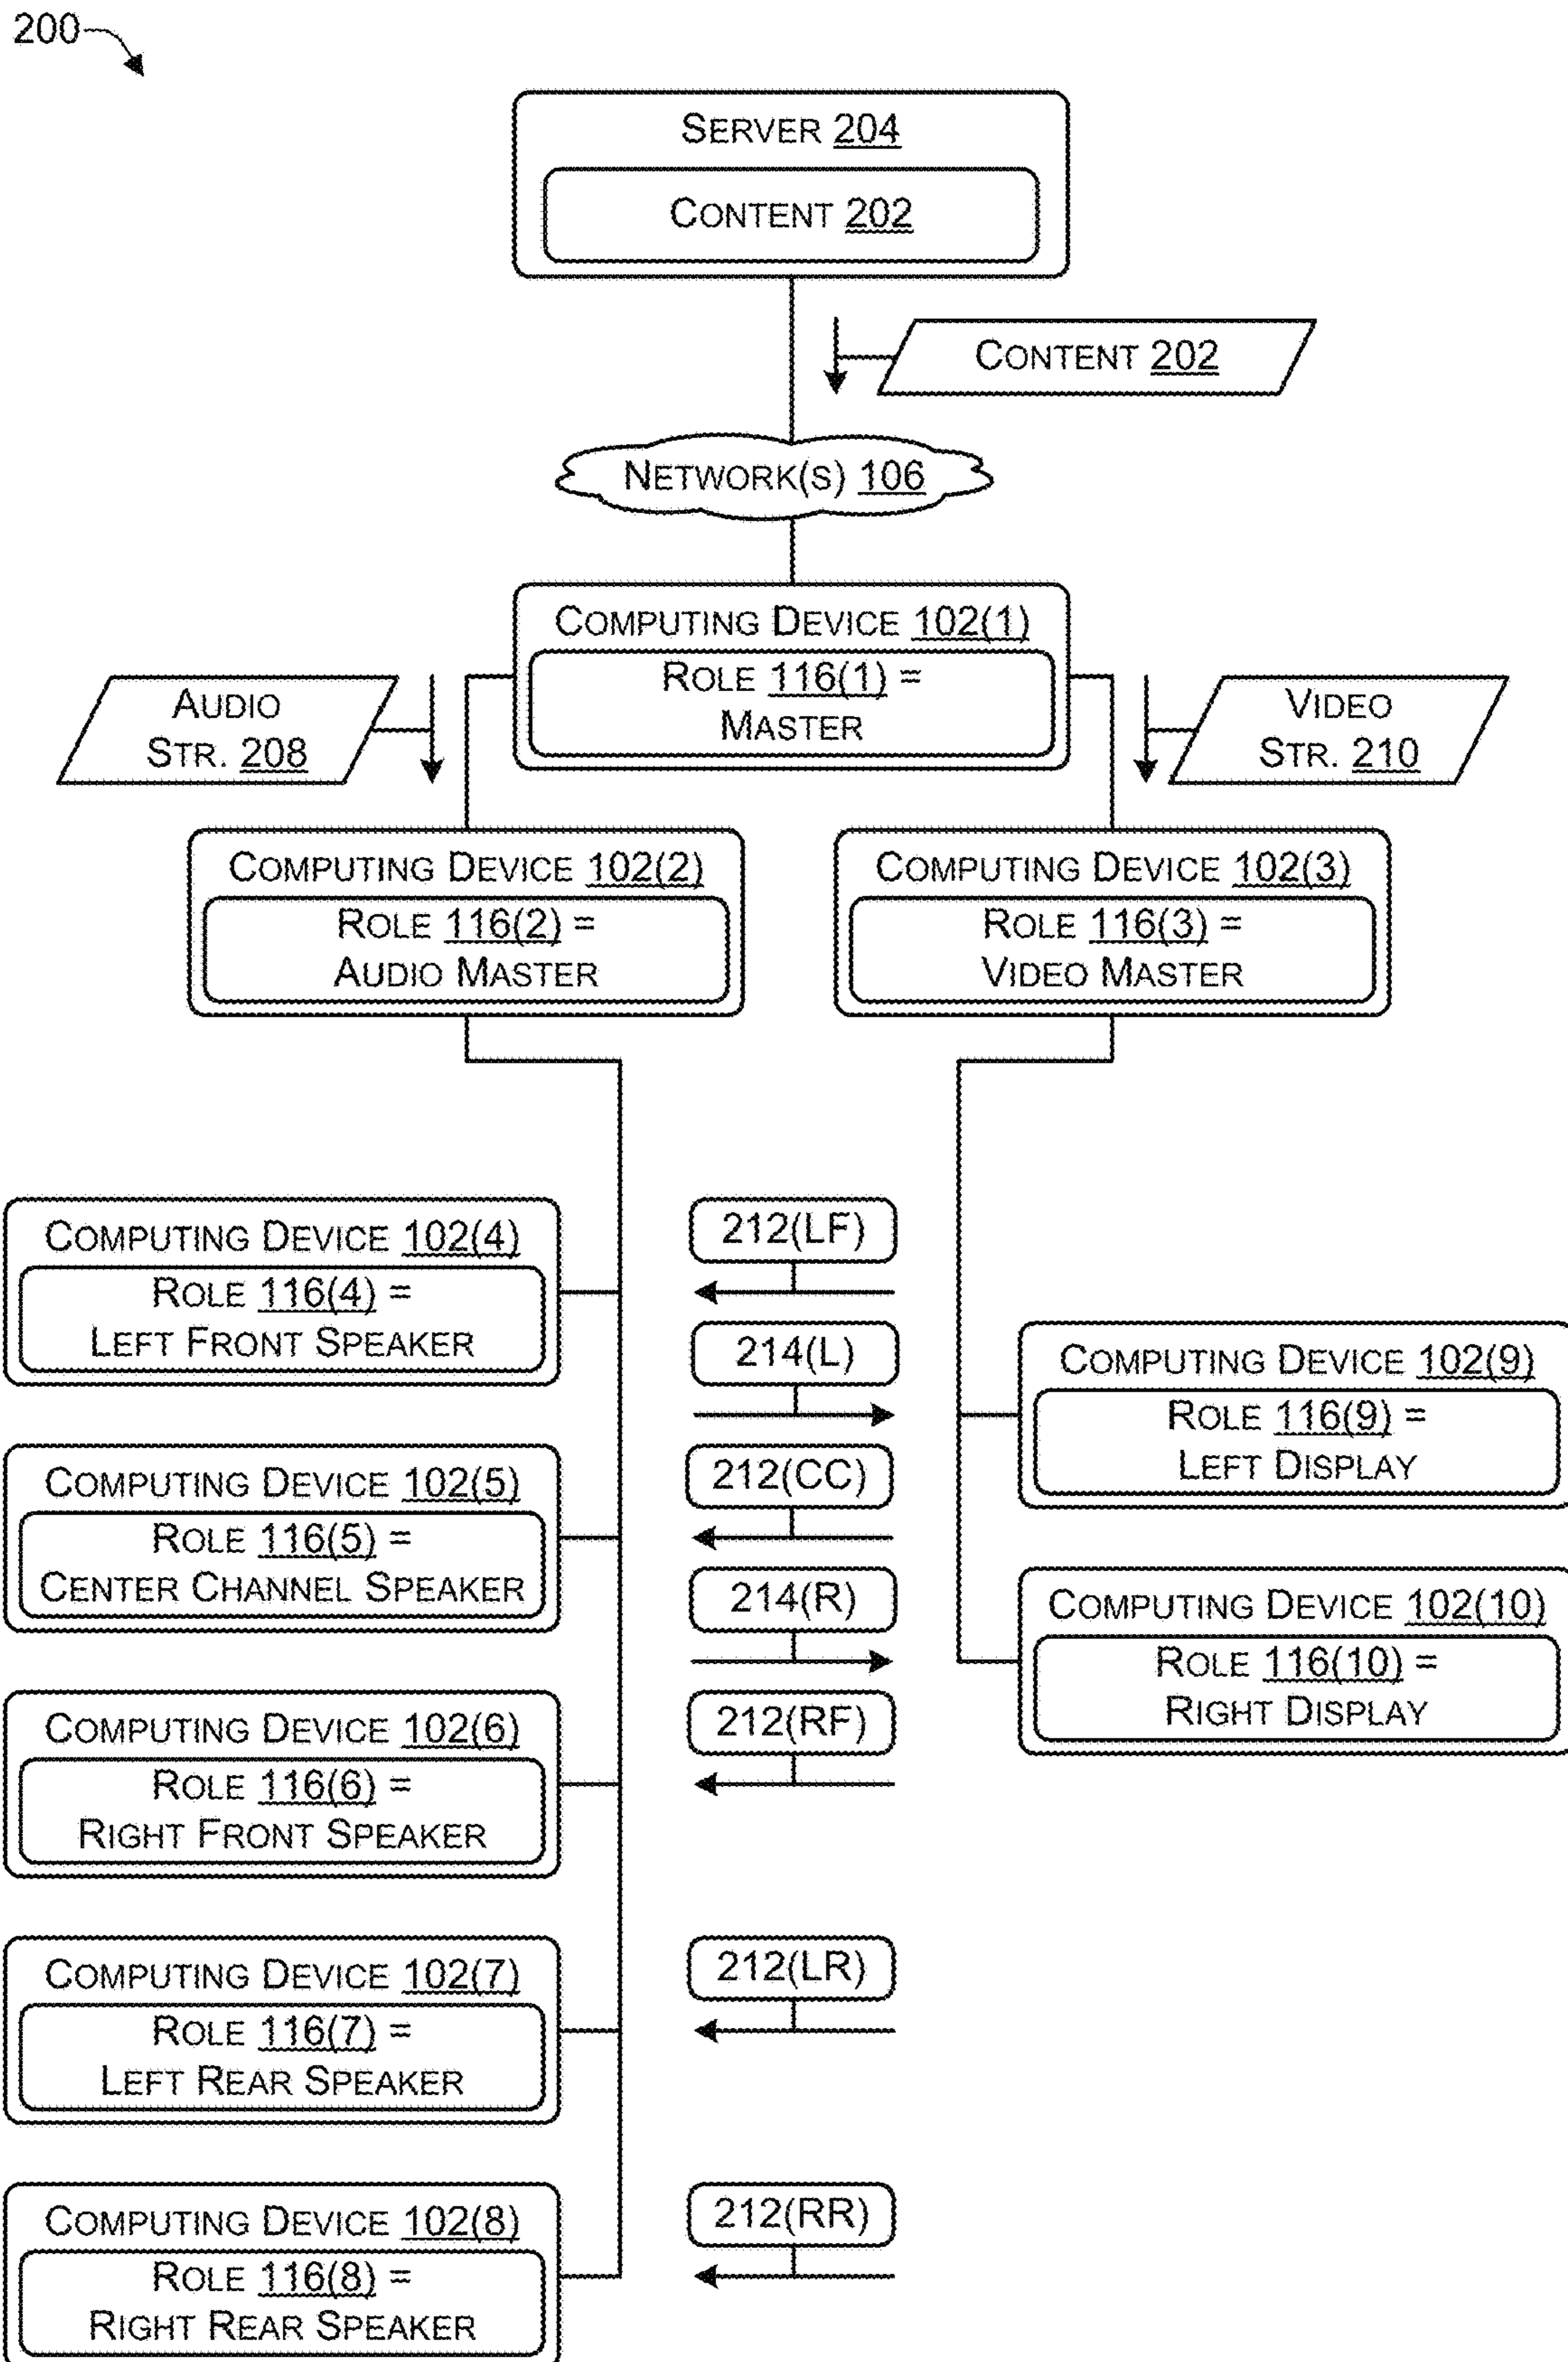 200
SERVER 204
CONTENT 202
CONTENT 202
NETWORK(S) 106
COMPUTING DEVICE 102(1)
ROLE 116(1) =
MASTER
AUDIO
STR. 208
VIDEO
STR. 210
COMPUTING DEVICE 102(2)
ROLE 116(2) =
AUDIO MASTER
COMPUTING DEVICE 102(3)
ROLE 116(3) =
VIDEO MASTER
COMPUTING DEVICE 102(4)
ROLE 116(4) =
LEFT FRONT SPEAKER
212(LF)
214(L)
COMPUTING DEVICE 102(9)
ROLE 116(9) =
LEFT DISPLAY
COMPUTING DEVICE 102(5)
ROLE 116(5) =
CENTER CHANNEL SPEAKER
212(CC)
214(R)
COMPUTING DEVICE 102(10)
ROLE 116(10) =
RIGHT DISPLAY
COMPUTING DEVICE 102(6)
ROLE 116(6) =
RIGHT FRONT SPEAKER
212(RF)
COMPUTING DEVICE 102(7)
ROLE 116(7) =
LEFT REAR SPEAKER
212(LR)
COMPUTING DEVICE 102(8)
ROLE 116(8) =
RIGHT REAR SPEAKER
212(RR)